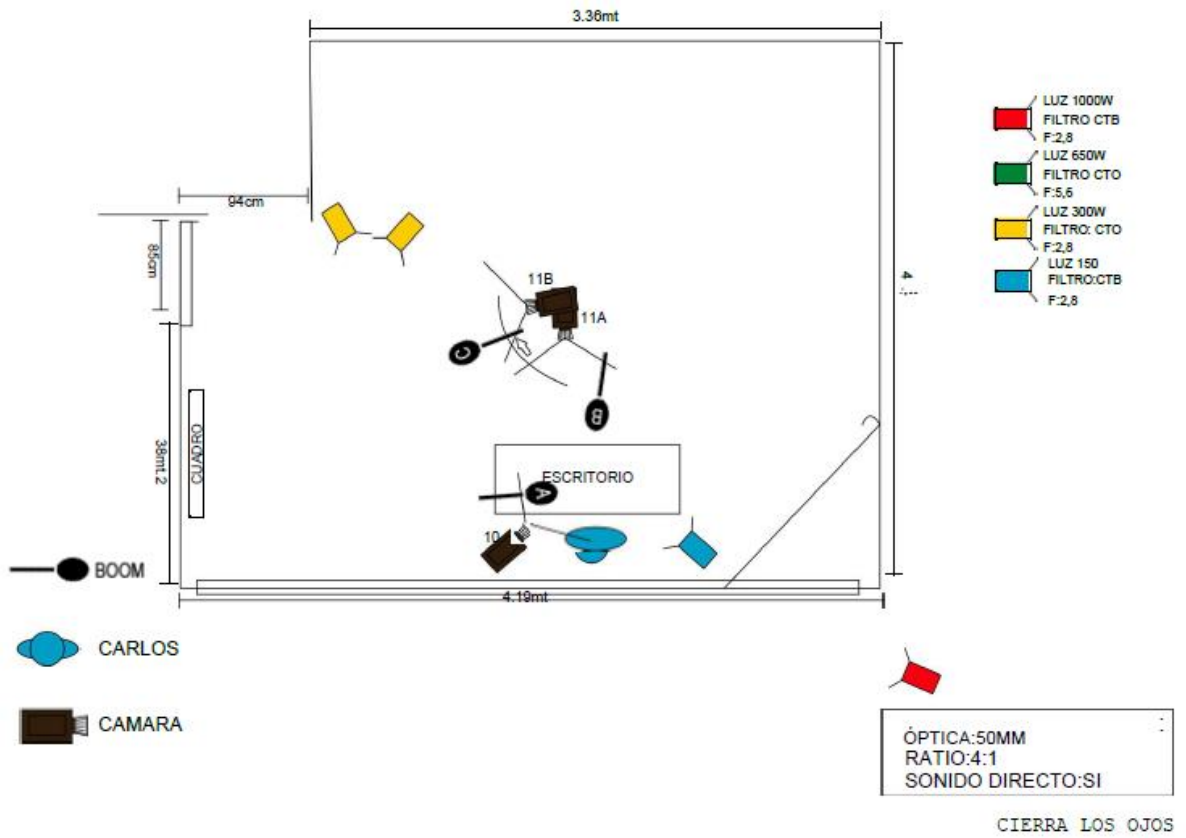 3.36mt
LUZ 1000W
FILTRO CTB
F:2,8
LUZ 650W
FILTRO CTO
F:5,6
LUZ 300W
FILTRO: CTO
F:2,8
LUZ 150
FILTRO:CTB
F:2,8
94cm
85cm
11B
11A
4
C
B
CUADRO
38mt.2
ESCRITORIO
A
10
BOOM
4.19mt
CARLOS
CAMARA
ÓPTICA:50MM
RATIO:4:1
SONIDO DIRECTO:SI
CIERRA LOS OJOS